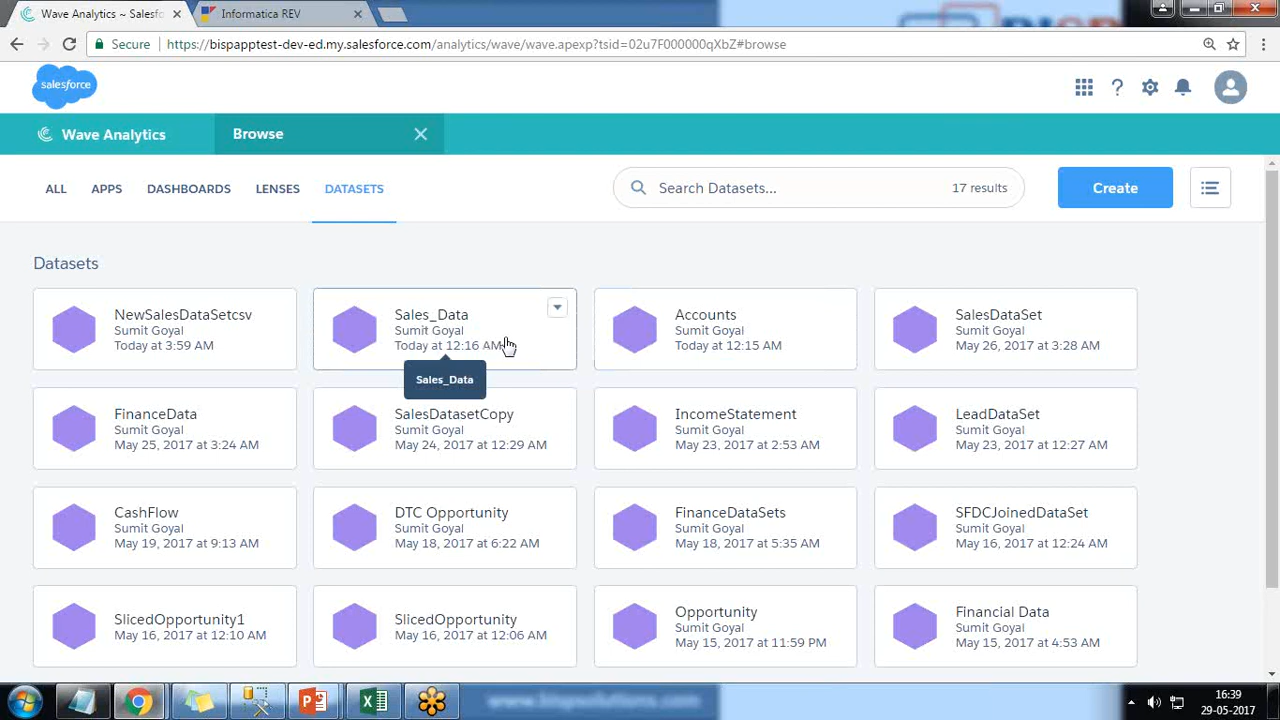 Wave Analytics ~ Salesfo
Informatica REV
Secure
https://bispapptest-dev-ed.my.salesforce.com/analytics/wave/wave.apexp?tsid=02u7F000000qXbZ#browse
salesforce
Wave Analytics
Browse
ALL
APPS
DASHBOARDS
LENSES
DATASETS
Search Datasets...
17 results
Create
Datasets
NewSalesDataSetcsv
Sumit Goyal
Today at 3:59 AM
Sales_Data
Sumit Goyal
Today at 12:16 AM
Sales_Data
Accounts
Sumit Goyal
Today at 12:15 AM
SalesDataSet
Sumit Goyal
May 26, 2017 at 3:28 AM
FinanceData
Sumit Goyal
May 25, 2017 at 3:24 AM
SalesDatasetCopy
Sumit Goyal
May 24, 2017 at 12:29 AM
IncomeStatement
Sumit Goyal
May 23, 2017 at 2:53 AM
LeadDataSet
Sumit Goyal
May 23, 2017 at 12:27 AM
CashFlow
Sumit Goyal
May 19, 2017 at 9:13 AM
DTC Opportunity
Sumit Goyal
May 18, 2017 at 6:22 AM
FinanceDataSets
Sumit Goyal
May 18, 2017 at 5:35 AM
SFDCJoinedDataSet
Sumit Goyal
May 16, 2017 at 12:24 AM
SlicedOpportunity1
May 16, 2017 at 12:10 AM
SlicedOpportunity
May 16, 2017 at 12:06 AM
Opportunity
Sumit Goyal
May 15, 2017 at 11:59 PM
Financial Data
Sumit Goyal
May 15, 2017 at 4:53 AM
www.bispsolutions.com
16:39
29-05-2017